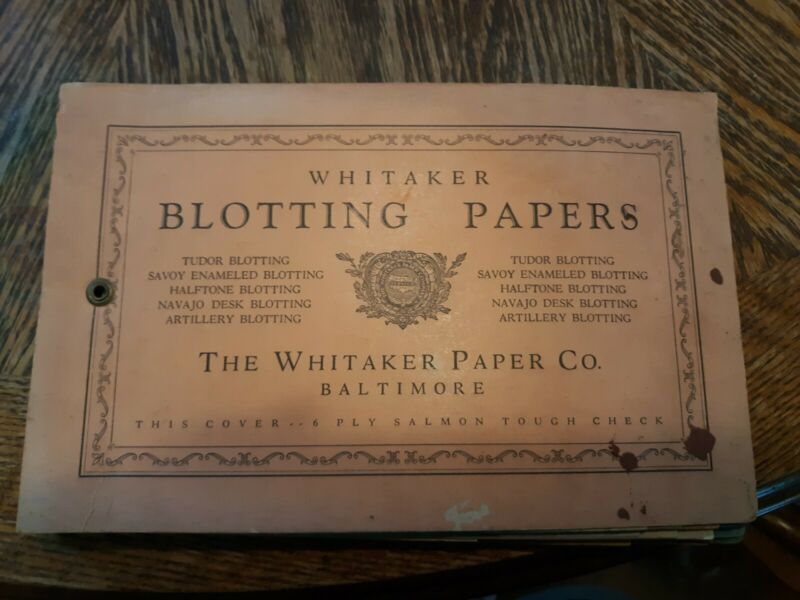 WHITAKER
BLOTTING PAPERS
TUDOR BLOTTING
SAVOY ENAMELED BLOTTING
HALFTONE BLOTTING
NAVAJO DESK BLOTTING
ARTILLERY BLOTTING
TUDOR BLOTTING
SAVOY ENAMELED BLOTTING
HALFTONE BLOTTING
NAVAJO DESK BLOTTING
ARTILLERY BLOTTING
THE WHITAKER PAPER CO.
BALTIMORE
THIS COVER -- 6 PLY SALMON TOUGH CHECK